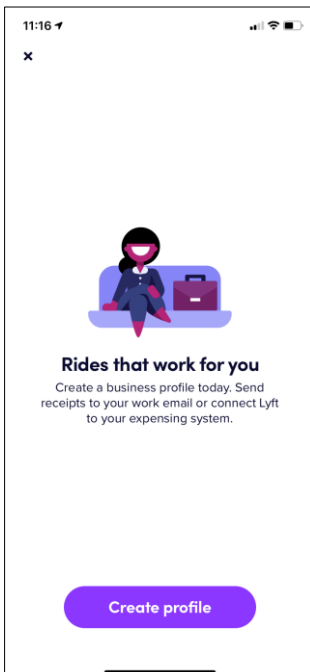 11:16
×
Rides that work for you
Create a business profile today. Send
receipts to your work email or connect Lyft
to your expensing system.
Create profile